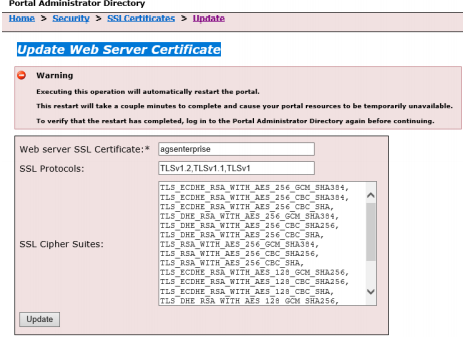 Portal Administrator Directory
Home > Security > SSLCertificates > Update
Update Web Server Certificate
Warning
Executing this operation will automatically restart the portal.
This restart will take a couple minutes to complete and cause your portal resources to be temporarily unavailable.
To verify that the restart has completed, log in to the Portal Administrator Directory again before continuing.
Web server SSL Certificate:* agsenterprise
SSL Protocols: TLSv1.2,TLSv1.1,TLSv1
SSL Cipher Suites:
TLS_ECDHE_RSA_WITH_AES_256_GCM_SHA384,
TLS_ECDHE_RSA_WITH_AES_256_CBC_SHA384,
TLS_ECDHE_RSA_WITH_AES_256_CBC_SHA,
TLS_DHE_RSA_WITH_AES_256_GCM_SHA384,
TLS_DHE_RSA_WITH_AES_256_CBC_SHA256,
TLS_DHE_RSA_WITH_AES_256_CBC_SHA,
TLS_RSA_WITH_AES_256_GCM_SHA384,
TLS_RSA_WITH_AES_256_CBC_SHA256,
TLS_RSA_WITH_AES_256_CBC_SHA,
TLS_ECDHE_RSA_WITH_AES_128_GCM_SHA256,
TLS_ECDHE_RSA_WITH_AES_128_CBC_SHA256,
TLS_ECDHE_RSA_WITH_AES_128_CBC_SHA,
TLS_DHE_RSA_WITH_AES_128_GCM_SHA256,
Update